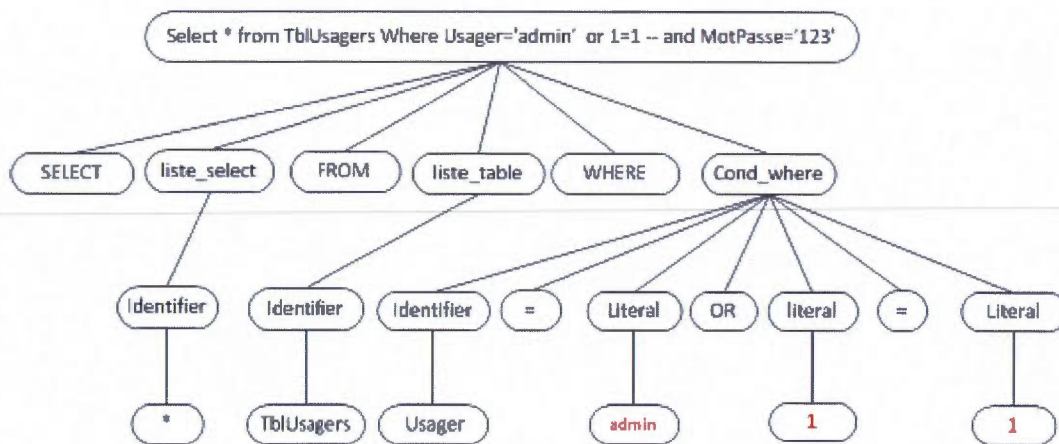 Select * from TblUsagers Where Usager='admin' or 1=1 -- and MotPasse='123'
SELECT liste_select FROM liste_table WHERE Cond_where
Identifier Identifier Identifier = Literal OR literal = Literal
* TblUsagers Usager admin 1 1